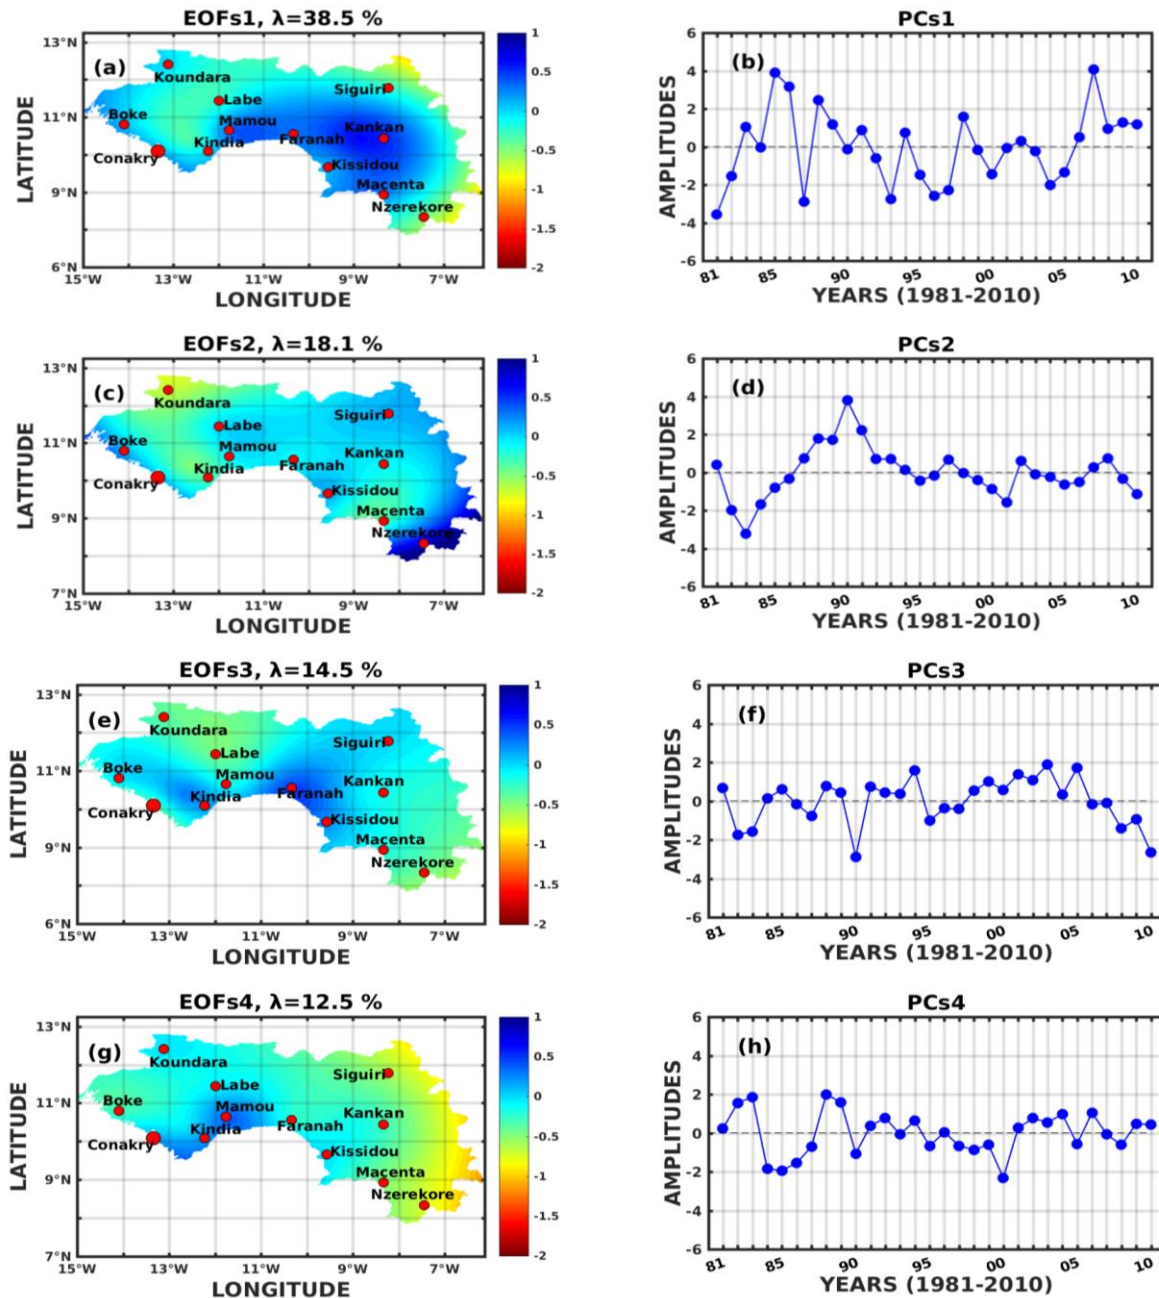 EOFs1, λ=38.5 %
13°N
11°N
9°N
6°N
LATITUDE
(a)
Koundara
Siguiri
Labe
Boke
Mamou
Kankan
Faranah
Conakry
Kindia
Kissidou
Macenta
Nzerekore
15°W 13°W 11°W 9°W 7°W
LONGITUDE
1
0.5
0
-0.5
-1
-1.5
-2
PCs1
6
4
2
0
-2
-4
-6
AMPLITUDES
(b)
81 85 90 95 00 05 10
YEARS (1981-2010)
EOFs2, λ=18.1 %
13°N
11°N
9°N
7°N
LATITUDE
(c)
Koundara
Siguiri
Labe
Boke
Mamou
Kankan
Faranah
Kindia
Conakry
Kissidou
Macenta
Nzerekore
15°W 13°W 11°W 9°W 7°W
LONGITUDE
1
0.5
0
-0.5
-1
-1.5
-2
PCs2
6
4
2
0
-2
-4
-6
AMPLITUDES
(d)
81 85 90 95 00 05 10
YEARS (1981-2010)
EOFs3, λ=14.5 %
13°N
11°N
9°N
6°N
LATITUDE
(e)
Koundara
Siguiri
Labe
Boke
Mamou
Kankan
Faranah
Kindia
Conakry
Kissidou
Macenta
Nzerekore
15°W 13°W 11°W 9°W 7°W
LONGITUDE
1
0.5
0
-0.5
-1
-1.5
-2
PCs3
6
4
2
0
-2
-4
-6
AMPLITUDES
(f)
81 85 90 95 00 05 10
YEARS (1981-2010)
EOFs4, λ=12.5 %
13°N
11°N
9°N
7°N
LATITUDE
(g)
Koundara
Siguiri
Labe
Boke
Mamou
Kankan
Faranah
Kindia
Conakry
Kissidou
Macenta
Nzerekore
15°W 13°W 11°W 9°W 7°W
LONGITUDE
1
0.5
0
-0.5
-1
-1.5
-2
PCs4
6
4
2
0
-2
-4
-6
AMPLITUDES
(h)
81 85 90 95 00 05 10
YEARS (1981-2010)